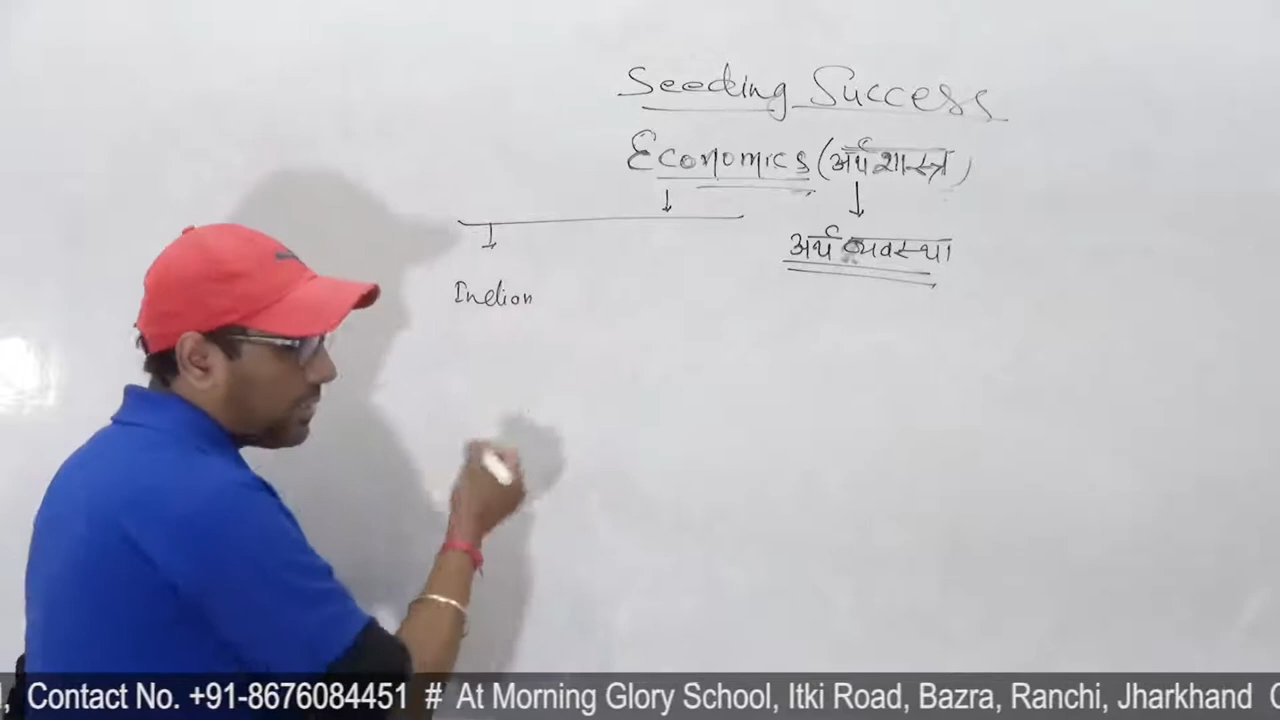 Seeding Success
Economics (अर्थशास्त्र)
अर्थव्यवस्था
Indian
, Contact No. +91-8676084451 # At Morning Glory School, Itki Road, Bazra, Ranchi, Jharkhand